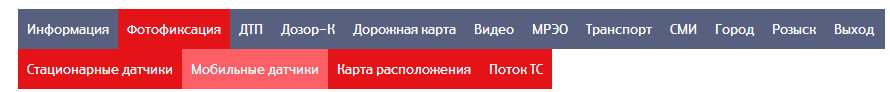 Информация Фотофиксация ДТП Дозор-К Дорожная карта Видео МРЭО Транспорт СМИ Город Розыск Выход
Стационарные датчики Мобильные датчики Карта расположения Поток ТС